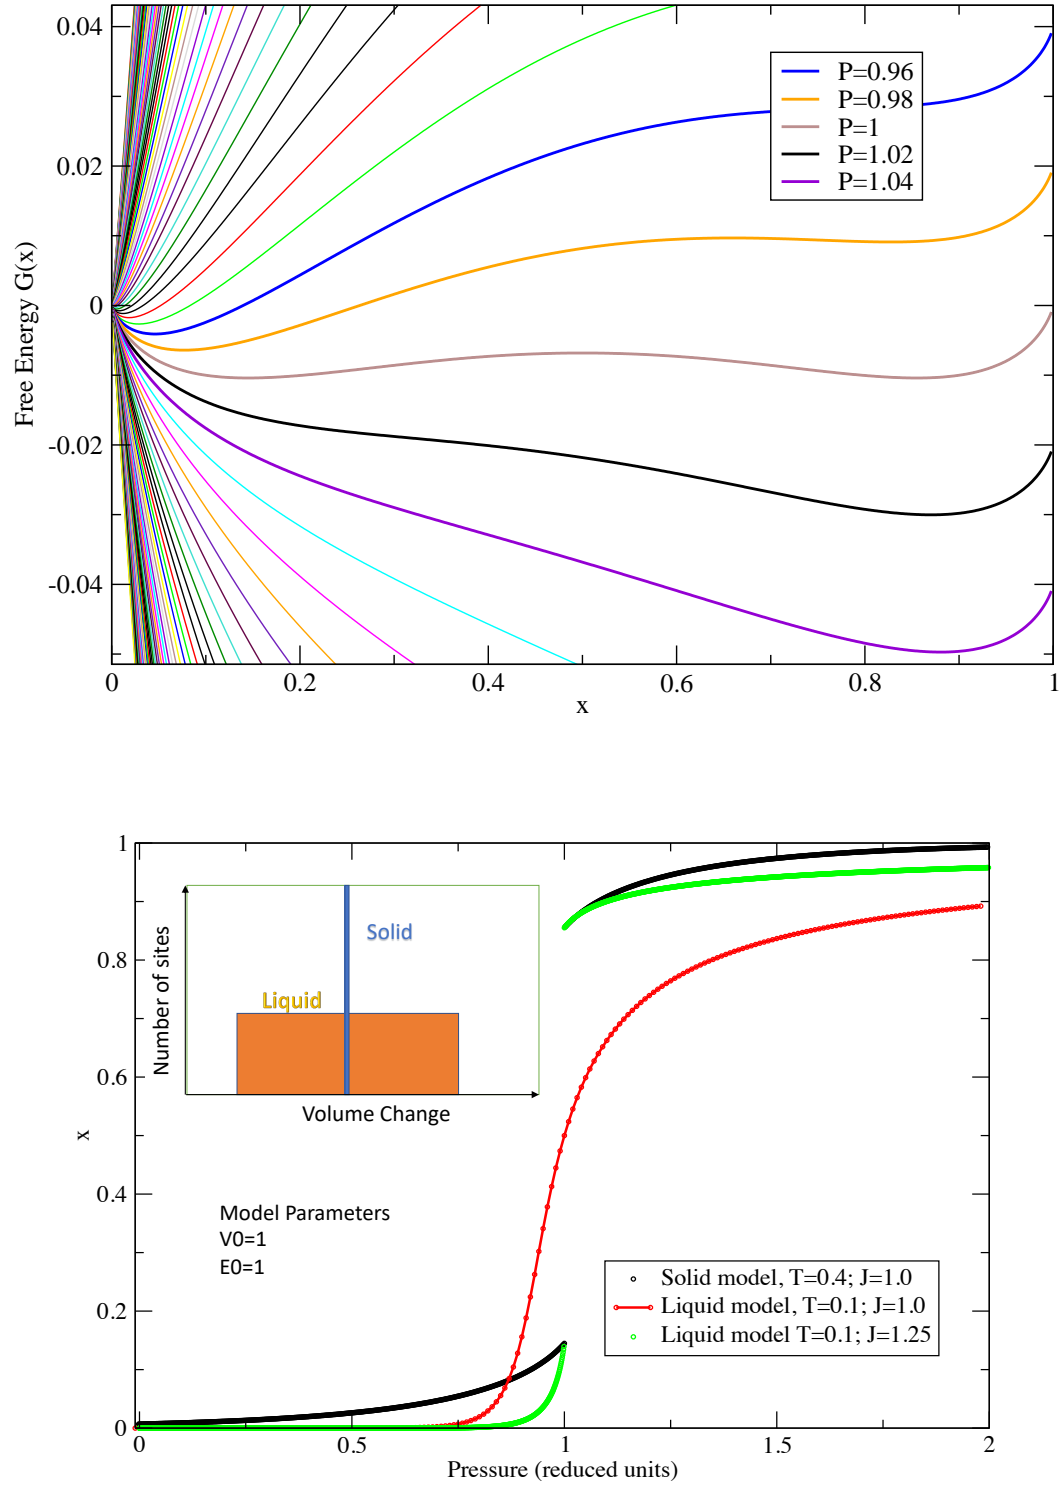 0.04
0.02
0
-0.02
-0.04
Free Energy G(x)
P=0.96
P=0.98
P=1
P=1.02
P=1.04
0
0.2
0.4
0.6
0.8
1
x
1
0.8
0.6
0.4
0.2
0
x
Number of sites
Solid
Liquid
Volume Change
Model Parameters
V0=1
E0=1
Solid model, T=0.4; J=1.0
Liquid model, T=0.1; J=1.0
Liquid model T=0.1; J=1.25
0
0.5
1
1.5
2
Pressure (reduced units)